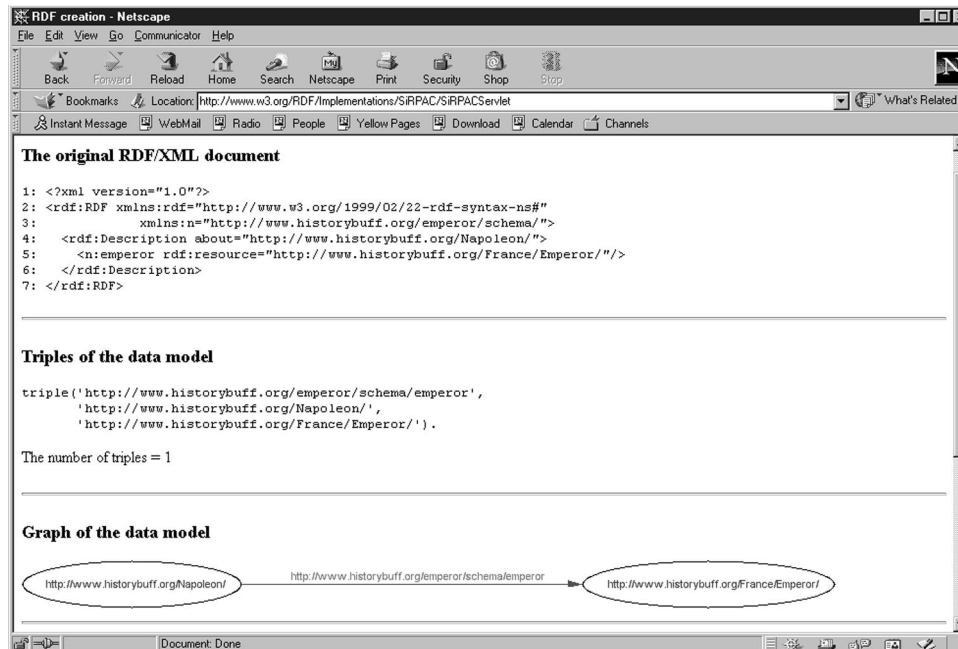 RDF creation - Netscape
File Edit View Go Communicator Help
Back Forward Reload Home Search Netscape Print Security Shop Stop
Bookmarks Location: http://www.w3.org/RDF/Implementations/SiRPAC/SiRPACServlet What's Related
Instant Message WebMail Radio People Yellow Pages Download Calendar Channels
The original RDF/XML document
1: <?xml version="1.0"?>
2: <rdf:RDF xmlns:rdf="http://www.w3.org/1999/02/22-rdf-syntax-ns#"
3: xmlns:n="http://www.historybuff.org/emperor/schema/">
4: <rdf:Description about="http://www.historybuff.org/Napoleon/">
5: <n:emperor rdf:resource="http://www.historybuff.org/France/Emperor/"/>
6: </rdf:Description>
7: </rdf:RDF>
Triples of the data model
triple('http://www.historybuff.org/emperor/schema/emperor',
'http://www.historybuff.org/Napoleon/',
'http://www.historybuff.org/France/Emperor/').
The number of triples = 1
Graph of the data model
http://www.historybuff.org/Napoleon/ http://www.historybuff.org/emperor/schema/emperor http://www.historybuff.org/France/Emperor/
Document: Done